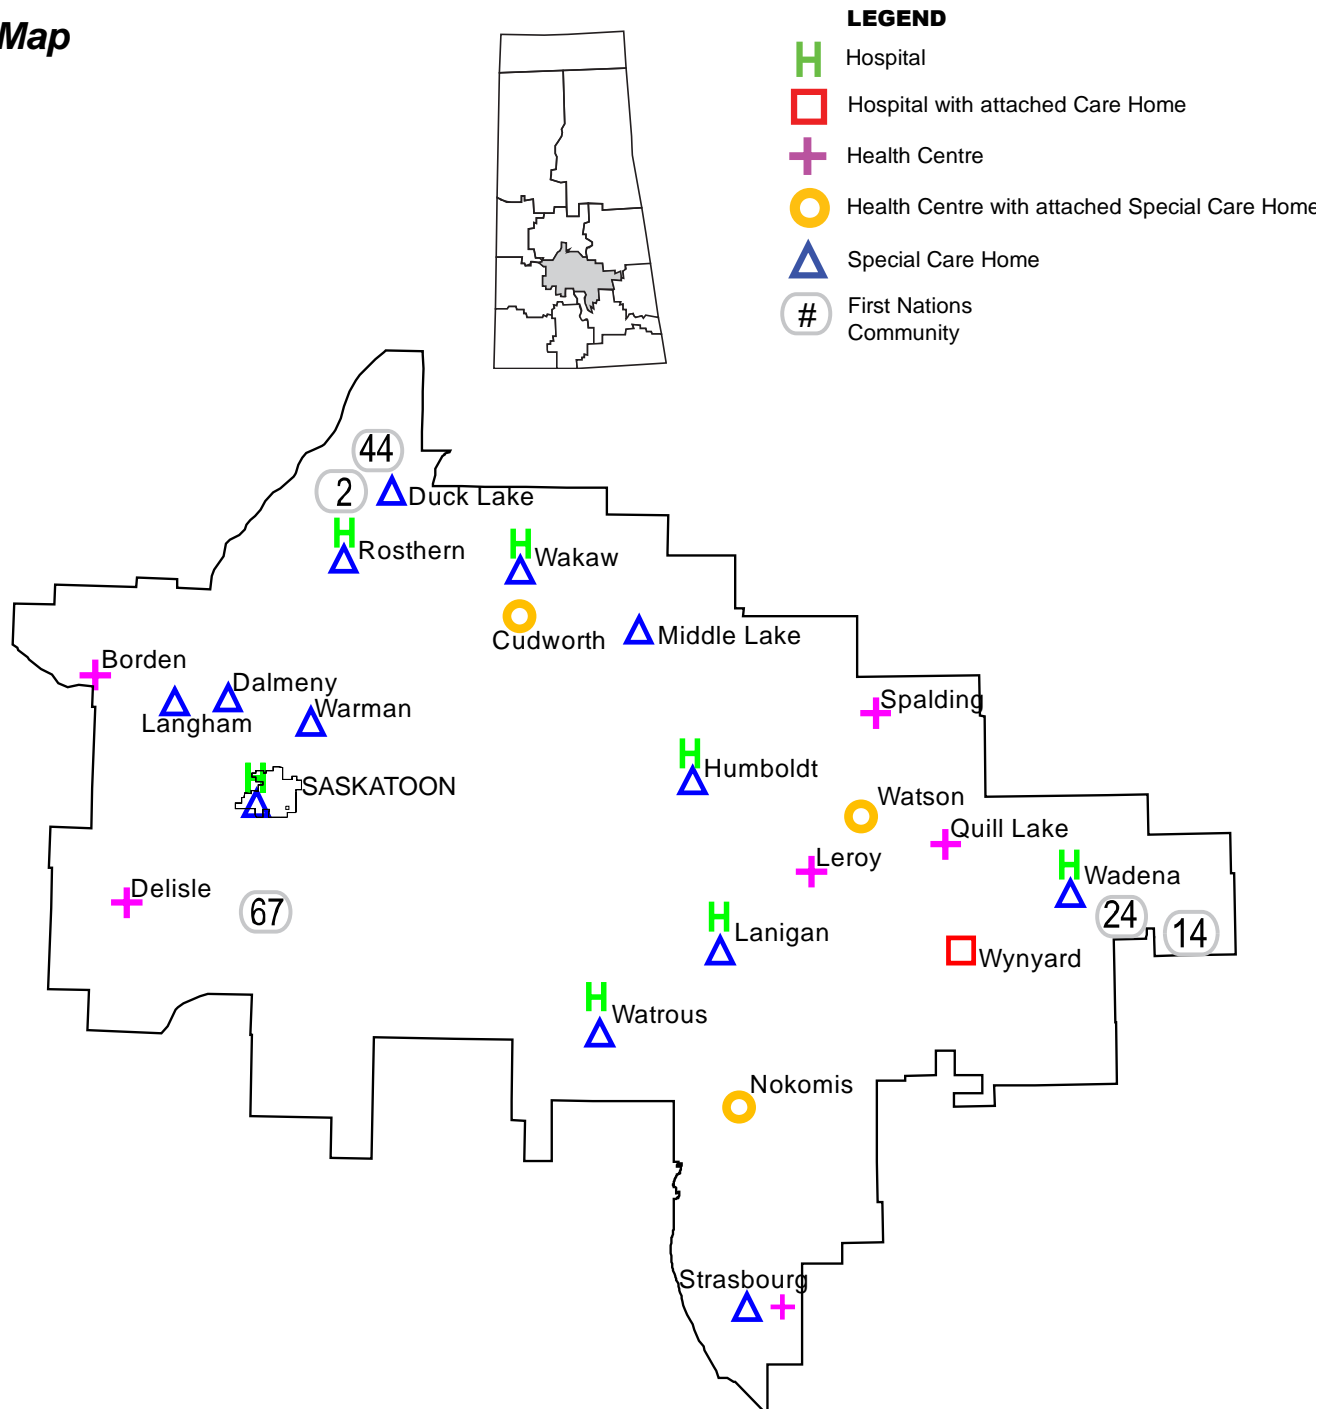 Map
LEGEND
H Hospital
Hospital with attached Care Home
Health Centre
Health Centre with attached Special Care Home
Special Care Home
# First Nations
Community
44
2
Duck Lake
H
Rosthern
H
Wakaw
Cudworth
Middle Lake
Borden
Dalmeny
Langham
Warman
Spalding
H
Humboldt
H
SASKATOON
Watson
Quill Lake
Leroy
H
Wadena
Delisle
67
24
14
H
Lanigan
Wynyard
H
Watrous
Nokomis
Strasbourg